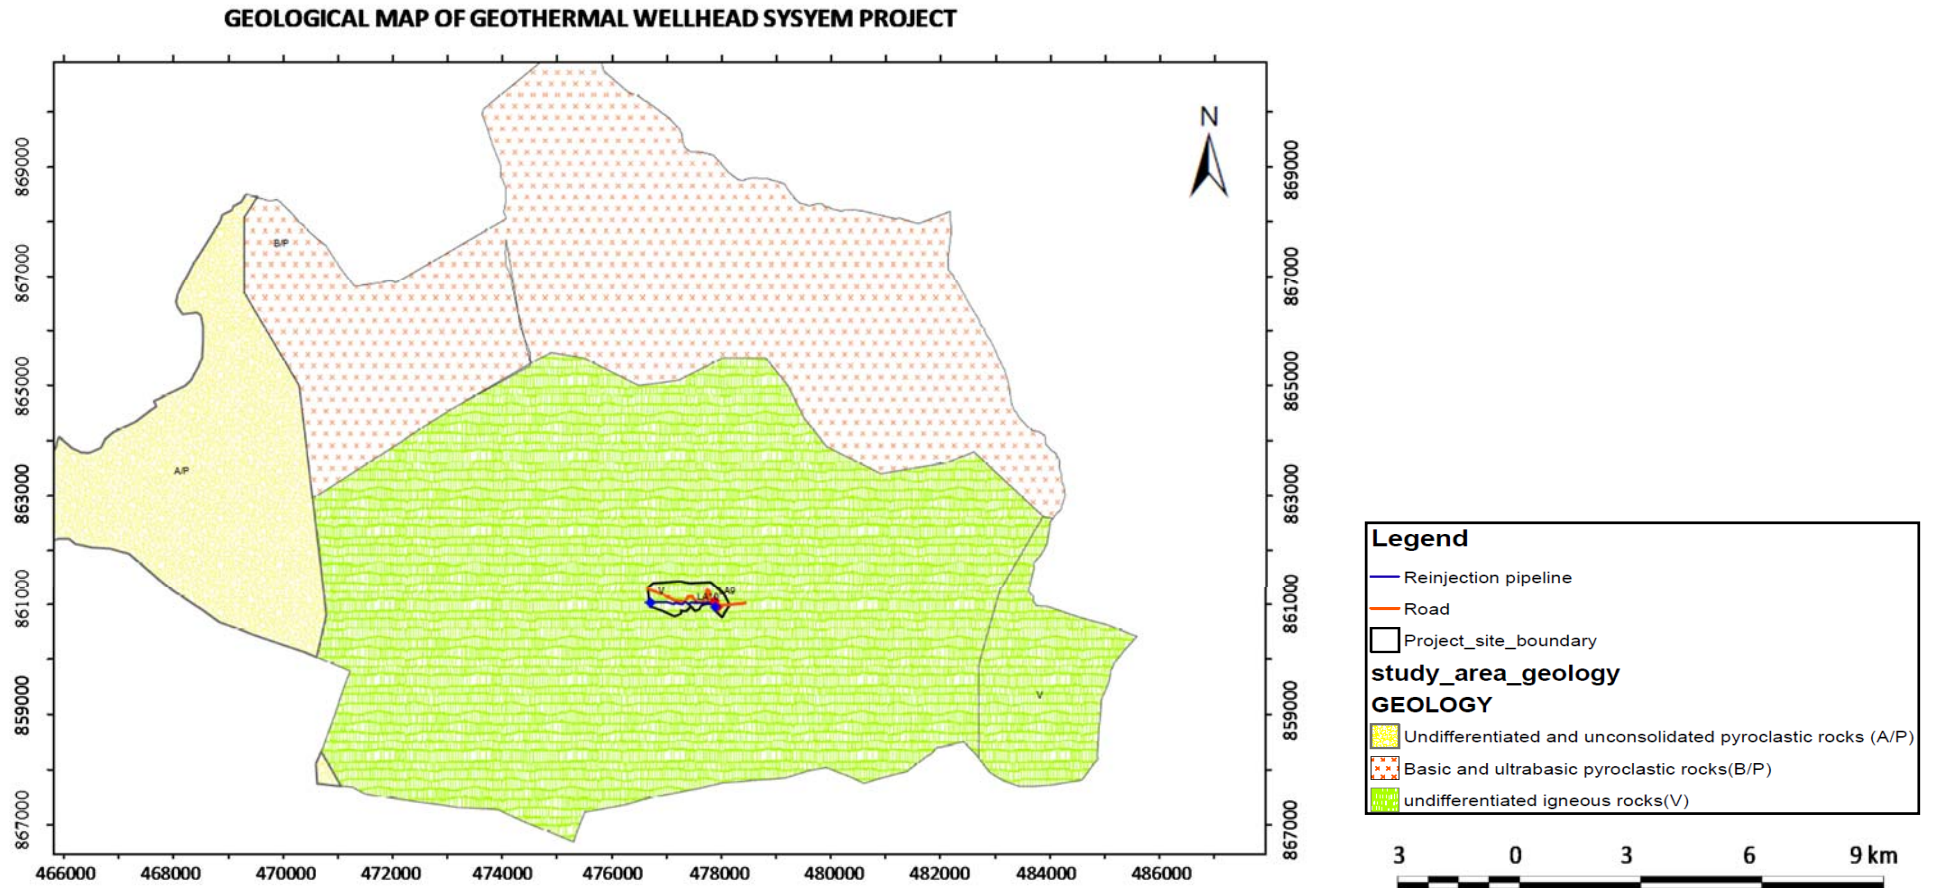 GEOLOGICAL MAP OF GEOTHERMAL WELLHEAD SYSYEM PROJECT
N
869000
867000
865000
863000
861000
859000
867000
869000
867000
865000
863000
861000
859000
867000
B/P
A/P
V
A9
V
466000 468000 470000 472000 474000 476000 478000 480000 482000 484000 486000
Legend
Reinjection pipeline
Road
Project_site_boundary
study_area_geology
GEOLOGY
Undifferentiated and unconsolidated pyroclastic rocks (A/P)
Basic and ultrabasic pyroclastic rocks(B/P)
undifferentiated igneous rocks(V)
3 0 3 6 9 km